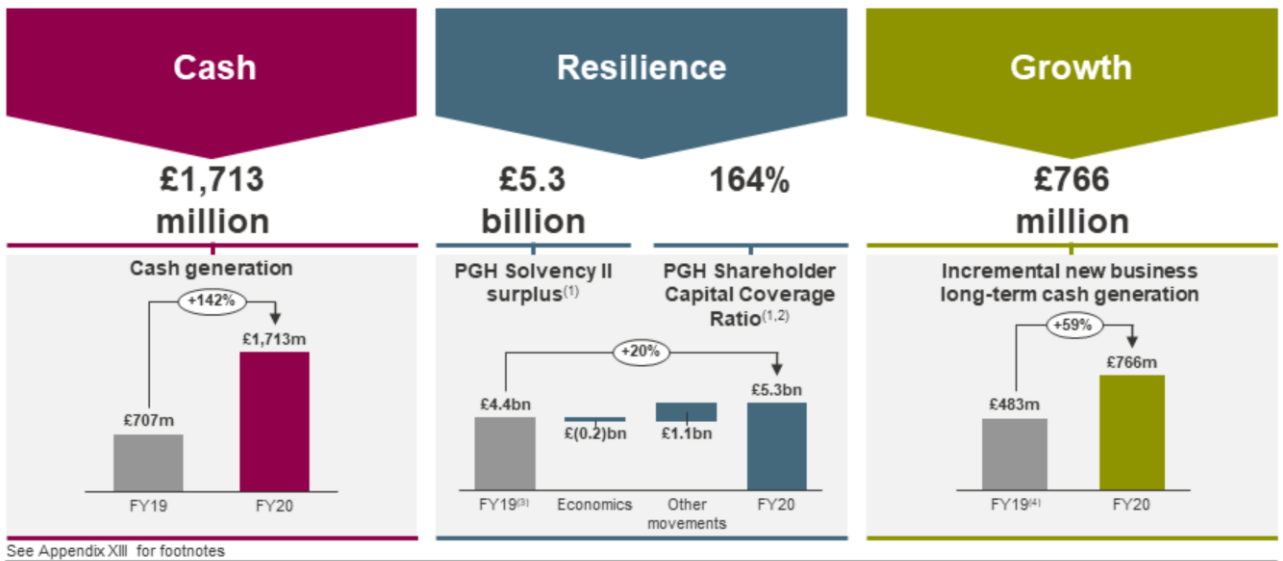 Cash
£1,713
million
Cash generation
+142%
£1,713m
£707m
FY19
FY20
Resilience
£5.3
billion
164%
PGH Solvency II
surplus(1)
PGH Shareholder
Capital Coverage
Ratio(1,2)
+20%
£4.4bn
£(0.2)bn
£1.1bn
£5.3bn
FY19(3)
Economics
Other
movements
FY20
Growth
£766
million
Incremental new business
long-term cash generation
+59%
£766m
£483m
FY19(4)
FY20
See Appendix XIII for footnotes